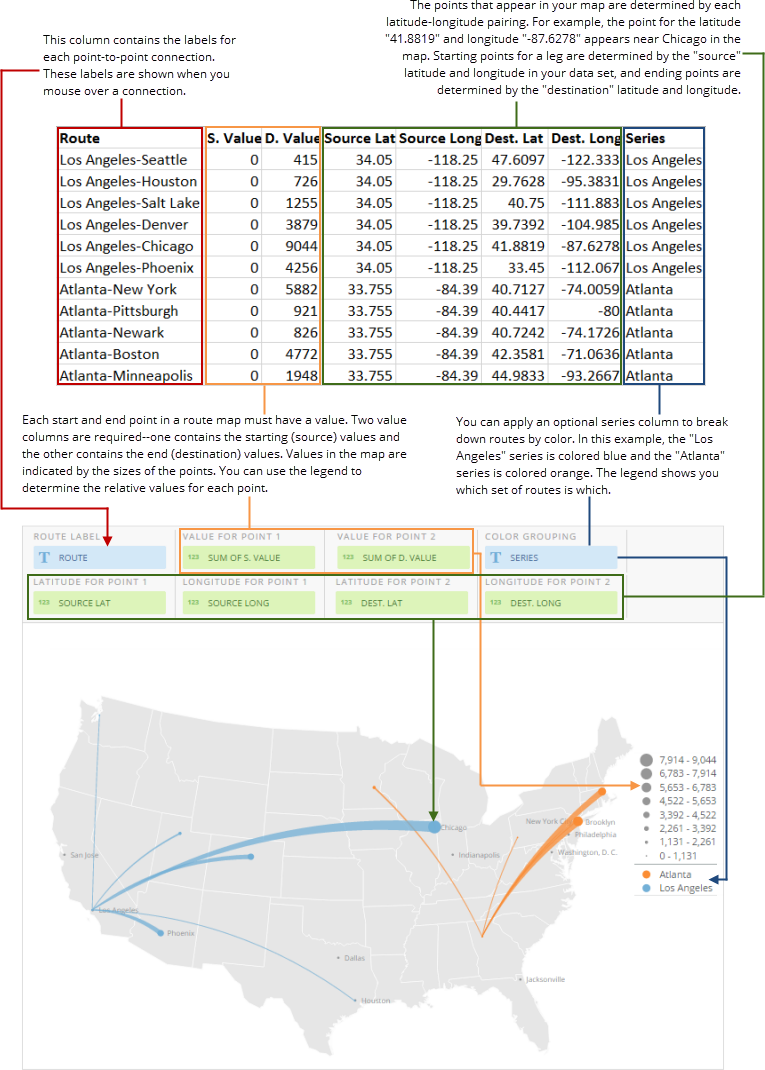 The points that appear in your map are determined by each
latitude-longitude pairing. For example, the point for the latitude
"41.8819" and longitude "-87.6278" appears near Chicago in the
map. Starting points for a leg are determined by the "source"
latitude and longitude in your data set, and ending points are
determined by the "destination" latitude and longitude.
This column contains the labels for
each point-to-point connection.
These labels are shown when you
mouse over a connection.
Route S. Value D. Value Source Lat Source Long Dest. Lat Dest. Long Series
Los Angeles-Seattle 0 415 34.05 -118.25 47.6097 -122.333 Los Angeles
Los Angeles-Houston 0 726 34.05 -118.25 29.7628 -95.3831 Los Angeles
Los Angeles-Salt Lake 0 1255 34.05 -118.25 40.75 -111.883 Los Angeles
Los Angeles-Denver 0 3879 34.05 -118.25 39.7392 -104.985 Los Angeles
Los Angeles-Chicago 0 9044 34.05 -118.25 41.8819 -87.6278 Los Angeles
Los Angeles-Phoenix 0 4256 34.05 -118.25 33.45 -112.067 Los Angeles
Atlanta-New York 0 5882 33.755 -84.39 40.7127 -74.0059 Atlanta
Atlanta-Pittsburgh 0 921 33.755 -84.39 40.4417 -80 Atlanta
Atlanta-Newark 0 826 33.755 -84.39 40.7242 -74.1726 Atlanta
Atlanta-Boston 0 4772 33.755 -84.39 42.3581 -71.0636 Atlanta
Atlanta-Minneapolis 0 1948 33.755 -84.39 44.9833 -93.2667 Atlanta
Each start and end point in a route map must have a value. Two value
columns are required--one contains the starting (source) values and
the other contains the end (destination) values. Values in the map are
indicated by the sizes of the points. You can use the legend to
determine the relative values for each point.
You can apply an optional series column to break
down routes by color. In this example, the "Los
Angeles" series is colored blue and the "Atlanta"
series is colored orange. The legend shows you
which set of routes is which.
ROUTE LABEL VALUE FOR POINT 1 VALUE FOR POINT 2 COLOR GROUPING
T ROUTE 123 SUM OF S. VALUE 123 SUM OF D. VALUE T SERIES
LATITUDE FOR POINT 1 LONGITUDE FOR POINT 1 LATITUDE FOR POINT 2 LONGITUDE FOR POINT 2
123 SOURCE LAT 123 SOURCE LONG 123 DEST. LAT 123 DEST. LONG
7,914 - 9,044
6,783 - 7,914
5,653 - 6,783
4,522 - 5,653
3,392 - 4,522
2,261 - 3,392
1,131 - 2,261
0 - 1,131
Atlanta
Los Angeles
New York Brooklyn
Chicago
Philadelphia
San Jose
Indianapolis
Washington, D. C.
Los Angeles
Phoenix
Dallas
Jacksonville
Houston